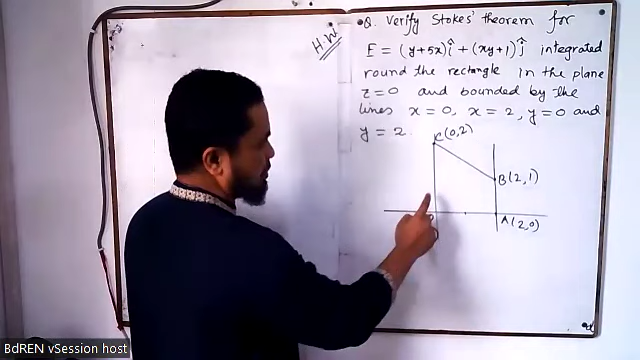 H.W
Q. Verify Stokes' theorem for
F = (y+5x)î + (xy+1)ĵ integrated
round the rectangle in the plane
z=0 and bounded by the
lines x=0, x=2, y=0 and
y=2.
C(0,2)
B(2,1)
A(2,0)
BdREN vSession host